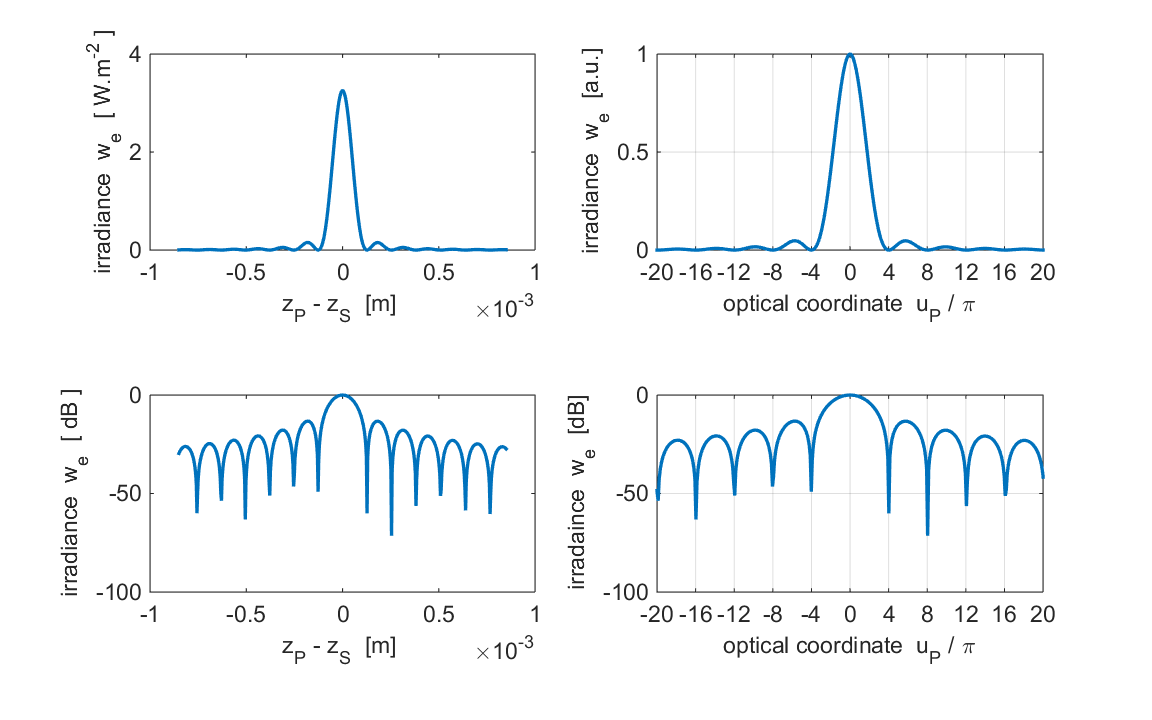 irradiance w_e [ W.m^-2 ]
4
2
0
-1 -0.5 0 0.5 1
z_P - z_S [m]
×10^-3
irradiance w_e [a.u.]
1
0.5
0
-20 -16 -12 -8 -4 0 4 8 12 16 20
optical coordinate u_P / π
irradiance w_e [ dB ]
0
-50
-100
-1 -0.5 0 0.5 1
z_P - z_S [m]
×10^-3
irradaince w_e [dB]
0
-50
-100
-20 -16 -12 -8 -4 0 4 8 12 16 20
optical coordinate u_P / π